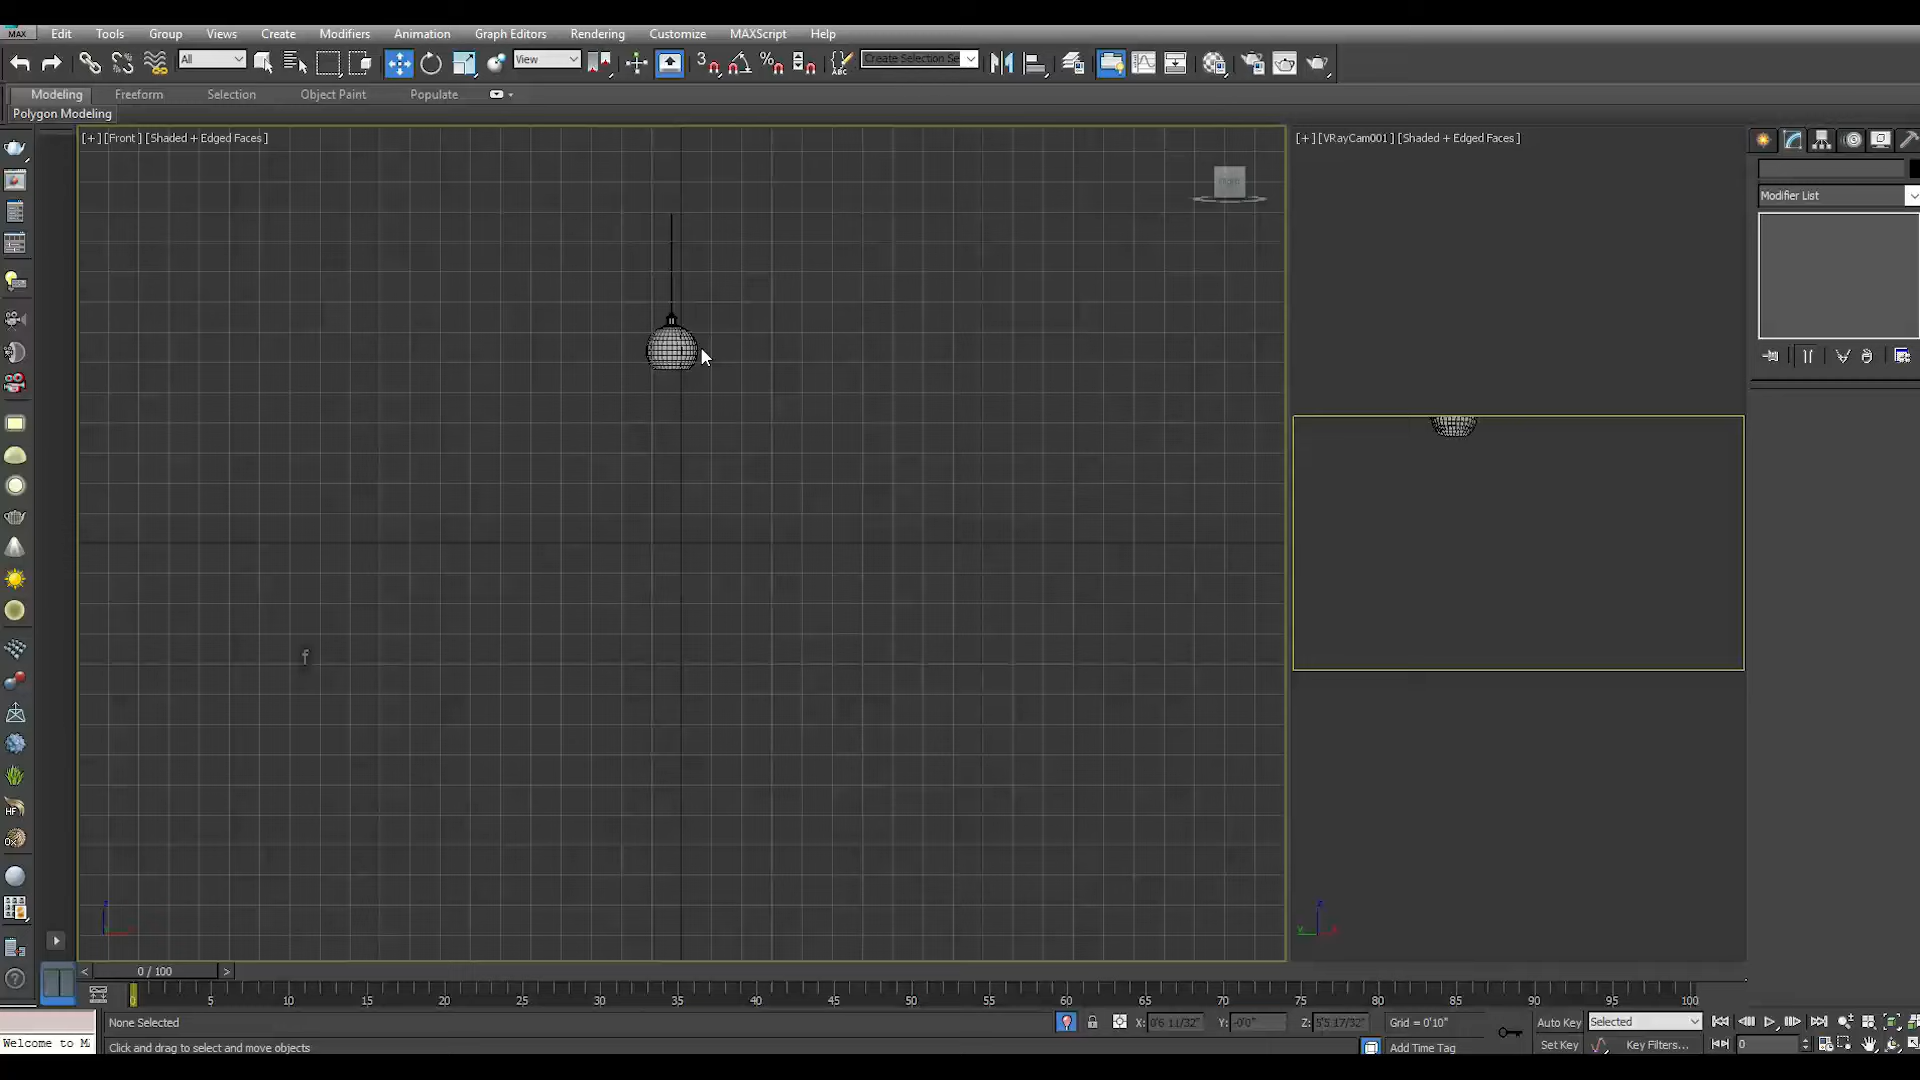 MAX Edit Tools Group Views Create Modifiers Animation Graph Editors Rendering Customize MAXScript Help
All View 3 % ABC Create Selection Se
Modeling Freeform Selection Object Paint Populate
Polygon Modeling
[+] [Front] [Shaded + Edged Faces]
[+] [VRayCam001] [Shaded + Edged Faces]
Modifier List
f
HF
< 0 / 100 >
0 5 10 15 20 25 30 35 40 45 50 55 60 65 70 75 80 85 90 95 100
None Selected X: 0'6 11/32" Y: -0'0" Z: 5'5 17/32" Grid = 0'10" Auto Key Selected
Welcome to Ma Click and drag to select and move objects Add Time Tag Set Key Key Filters... 0